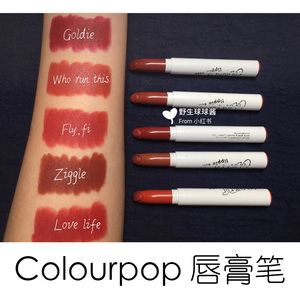 Goldie
Who run this
Fly.fi
Ziggle
Love life
野生球球酱
From 小红书
Colourpop 唇膏笔